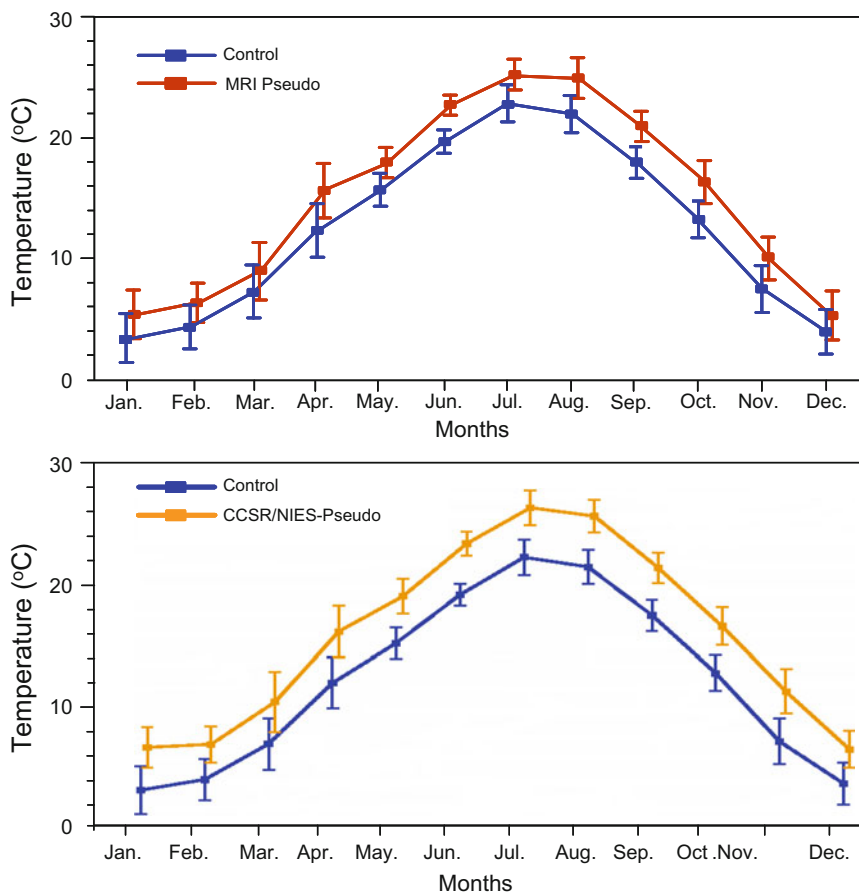 30
Control
MRI Pseudo
20
10
0
Temperature (oC)
Jan. Feb. Mar. Apr. May. Jun. Jul. Aug. Sep. Oct. Nov. Dec.
Months
30
Control
CCSR/NIES-Pseudo
20
10
0
Temperature (oC)
Jan. Feb. Mar. Apr. May. Jun. Jul. Aug. Sep. Oct .Nov. Dec.
Months